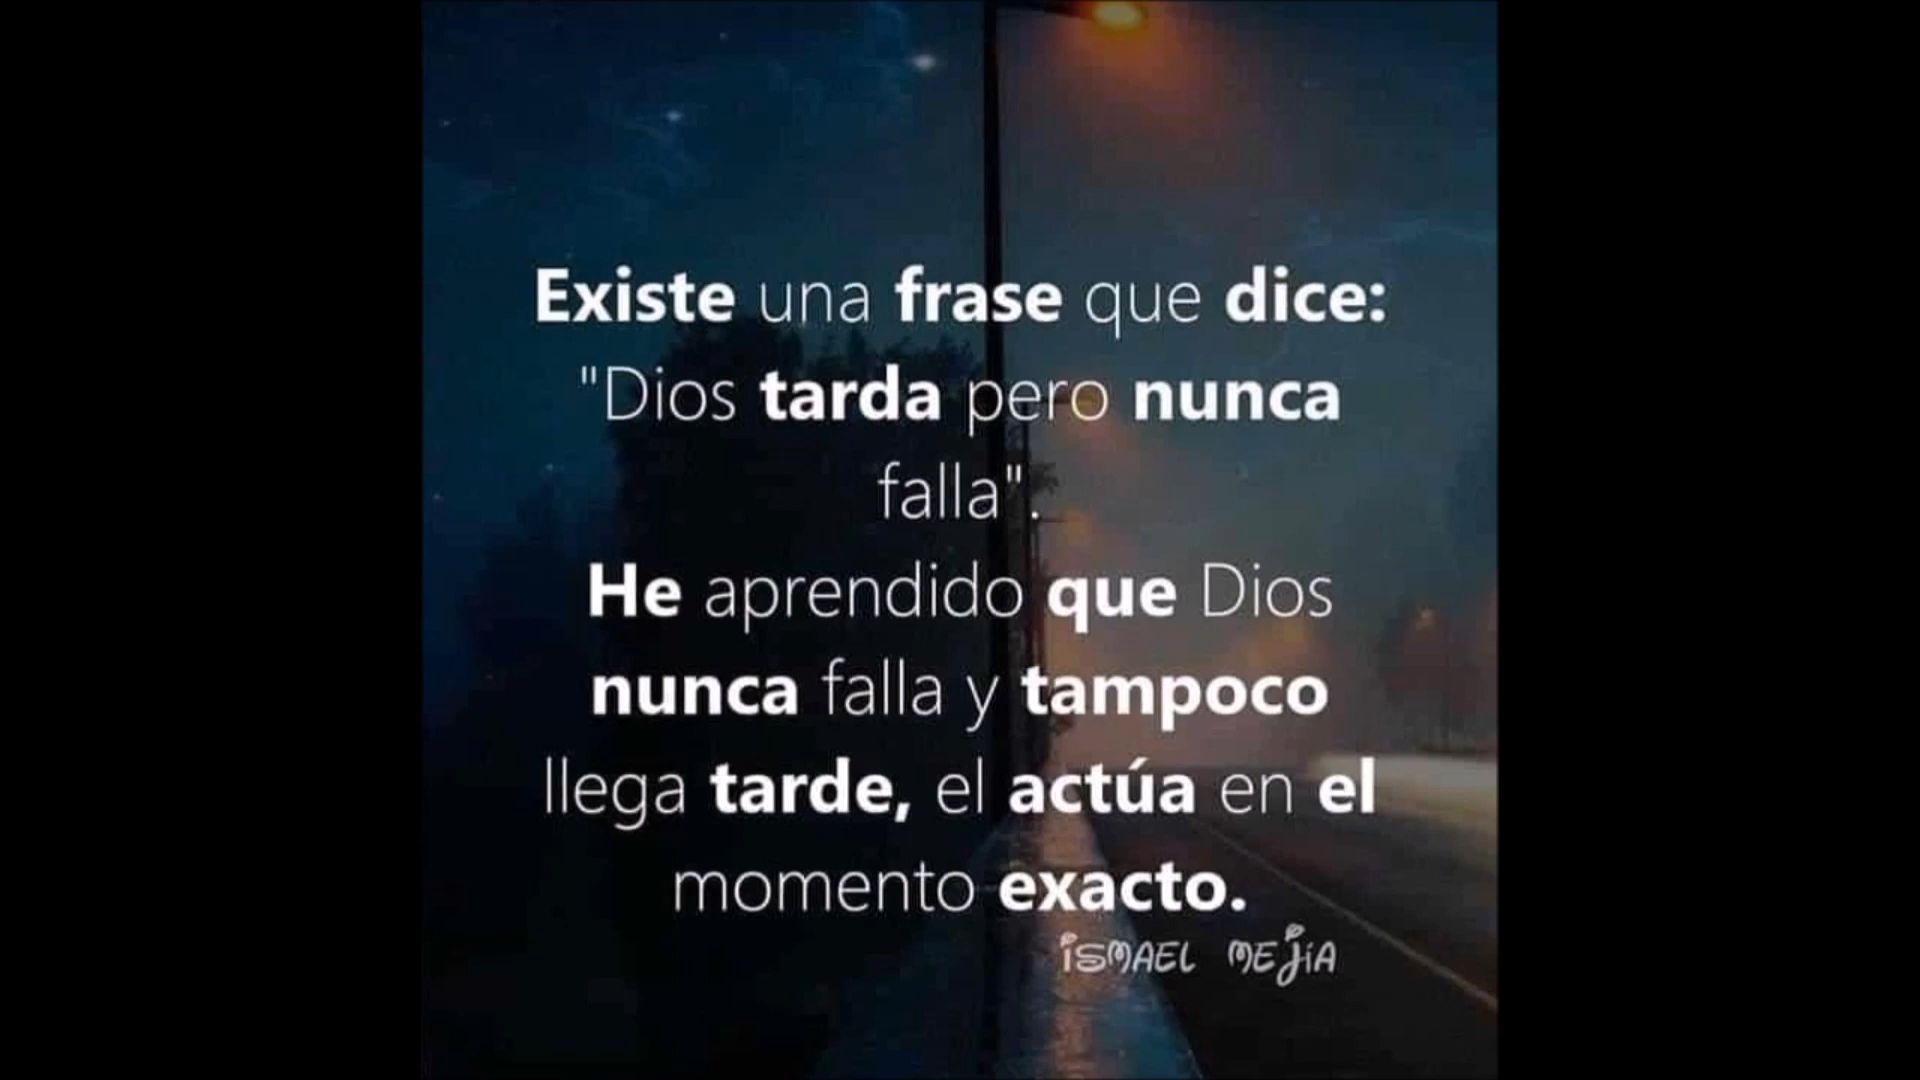 Existe una frase que dice:
"Dios tarda pero nunca
falla".
He aprendido que Dios
nunca falla y tampoco
llega tarde, el actúa en el
momento exacto.
ISMAEL MEJÍA